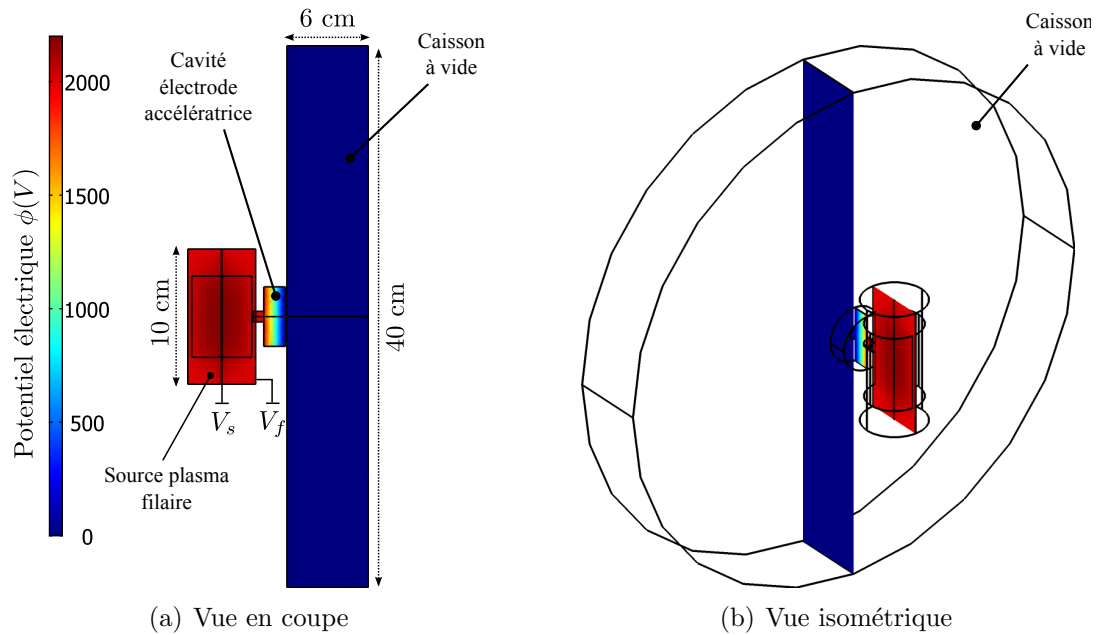 6 cm
Cavité
électrode
accélératrice
Caisson
à vide
Potentiel électrique ϕ(V)
2000
1500
1000
500
0
10 cm
40 cm
V_s
V_f
Source plasma
filaire
(a) Vue en coupe
Caisson
à vide
(b) Vue isométrique